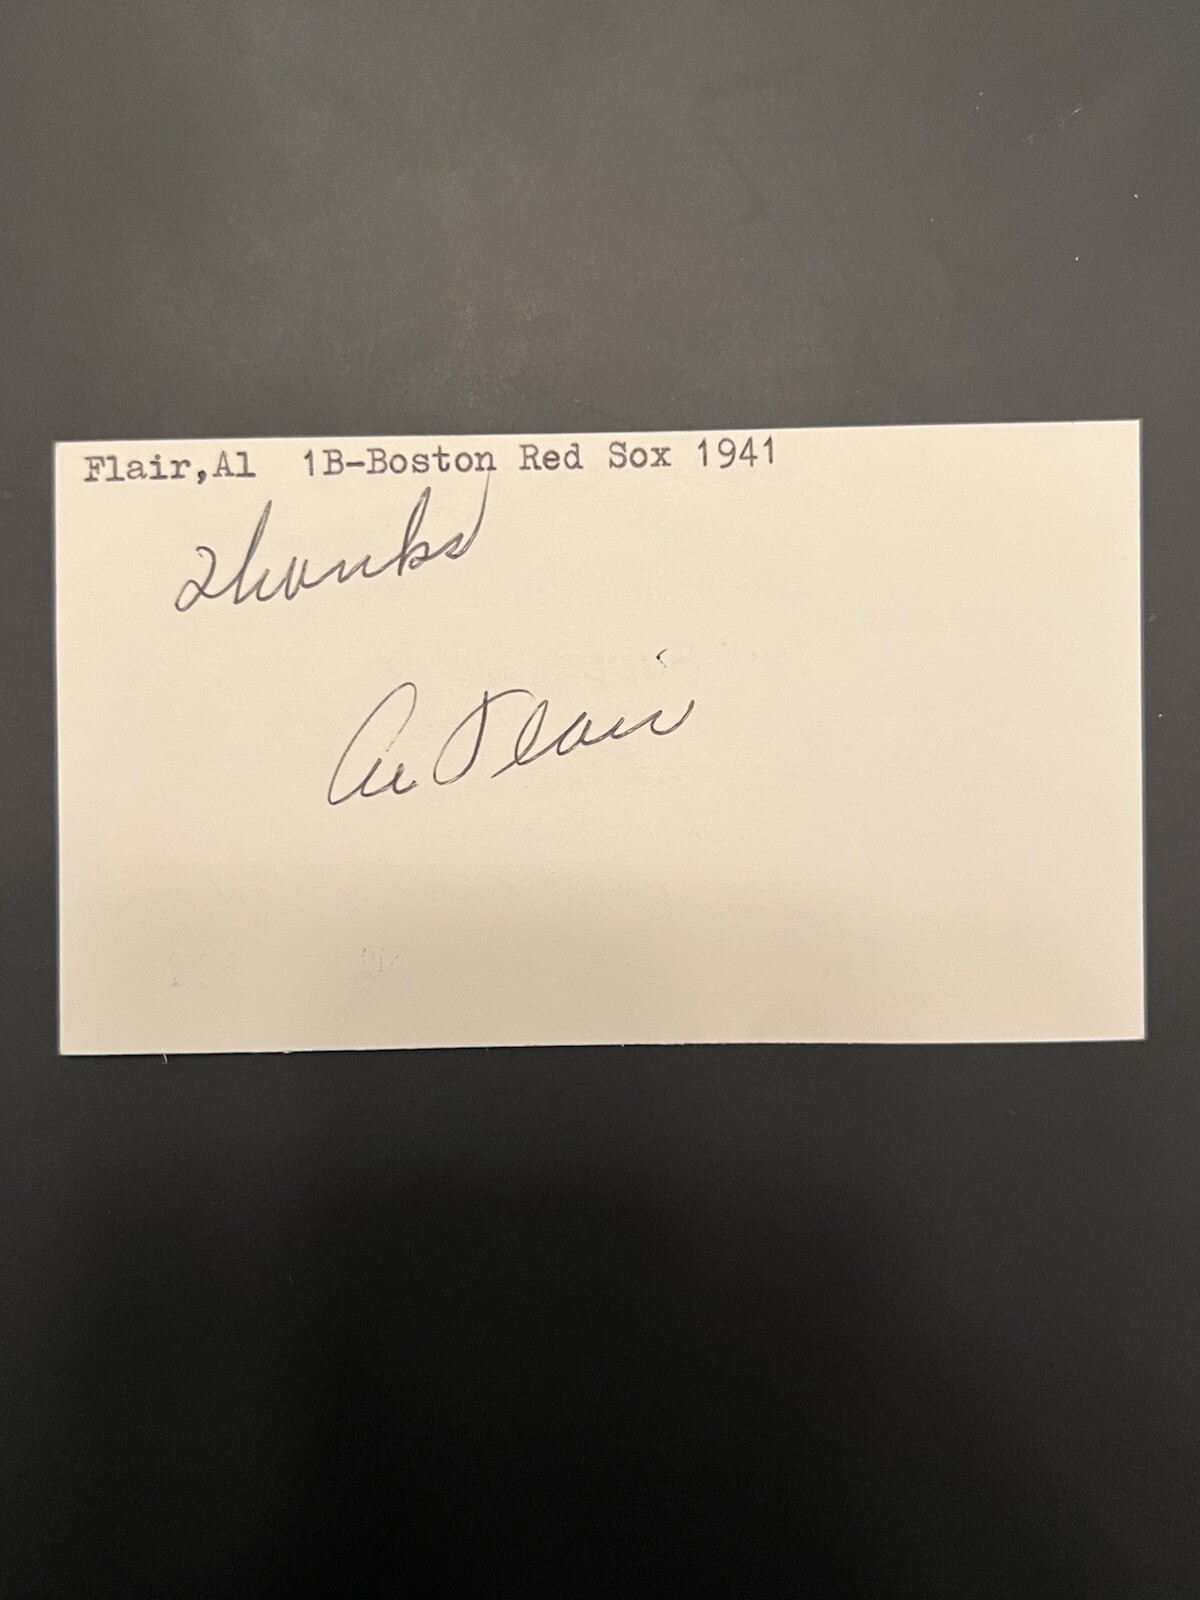 Flair,Al 1B-Boston Red Sox 1941
Thanks
Al Flair